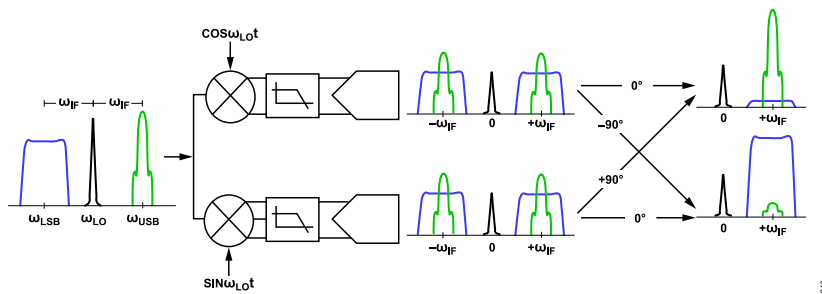 COSωLOt
ωIF ωIF
ωLSB ωLO ωUSB
SINωLOt
–ωIF 0 +ωIF
–ωIF 0 +ωIF
0°
–90°
+90°
0°
0 +ωIF
0 +ωIF